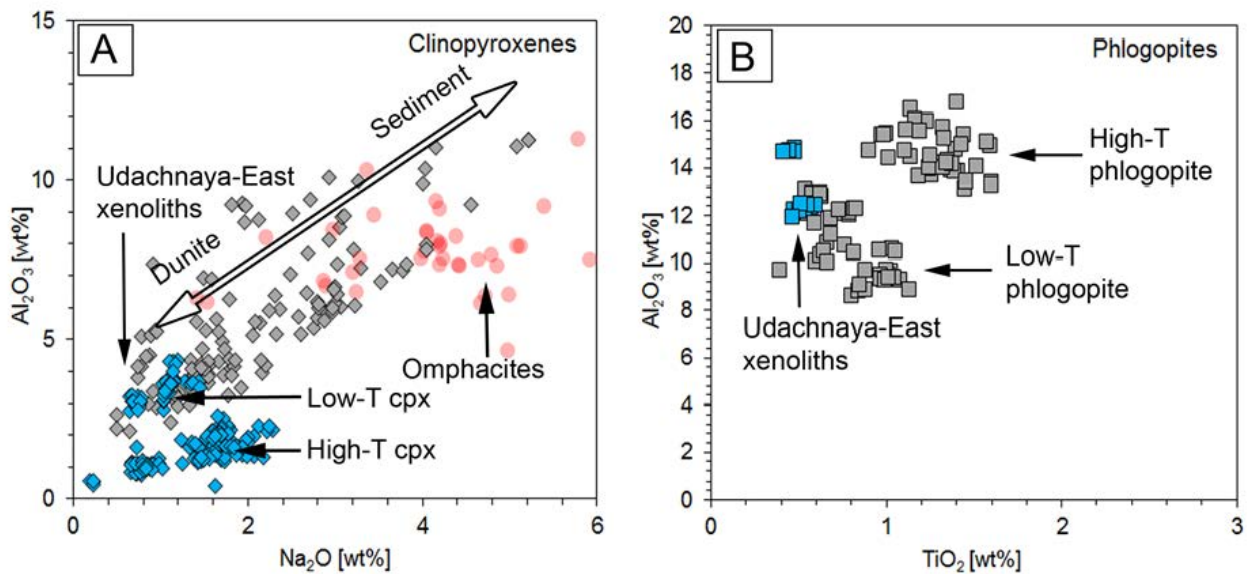 A
Clinopyroxenes
Sediment
Dunite
Udachnaya-East
xenoliths
Omphacites
Low-T cpx
High-T cpx
Al₂O₃ [wt%]
15
10
5
0
0 2 4 6
Na₂O [wt%]
B
Phlogopites
High-T
phlogopite
Low-T
phlogopite
Udachnaya-East
xenoliths
Al₂O₃ [wt%]
20
18
16
14
12
10
8
6
4
2
0
0 1 2 3
TiO₂ [wt%]